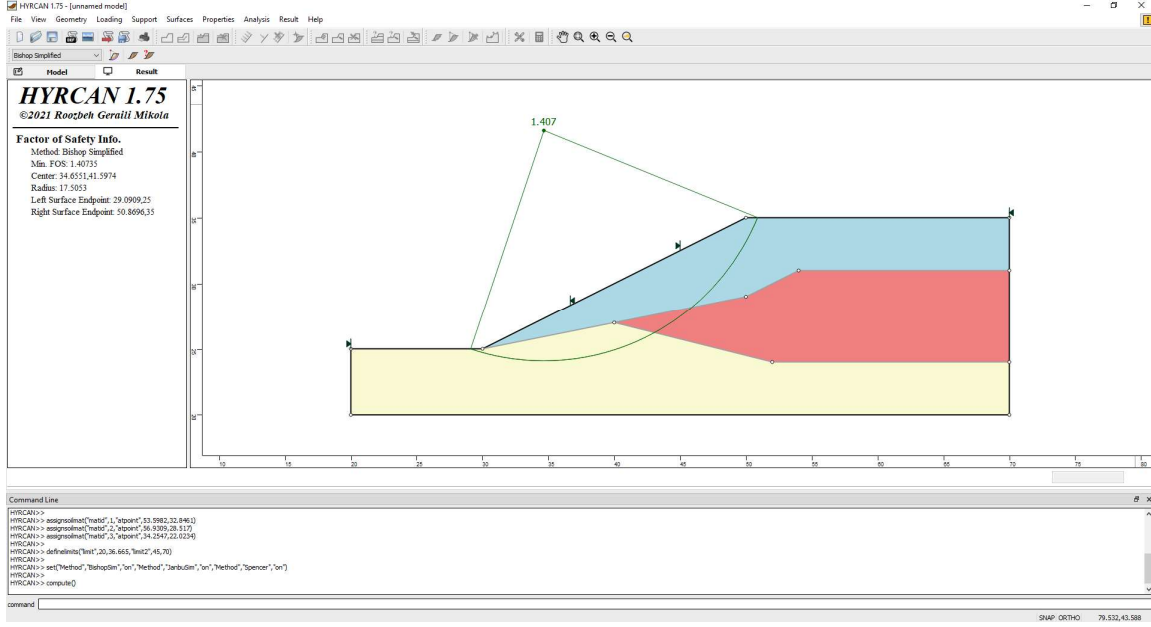 HYRCAN 1.75 - [unnamed model]
File View Geometry Loading Support Surfaces Properties Analysis Result Help
Bishop Simplified
Model Result
HYRCAN 1.75
©2021 Roozbeh Geraili Mikola
Factor of Safety Info.
Method: Bishop Simplified
Min. FOS: 1.40735
Center: 34.6551,41.5974
Radius: 17.5053
Left Surface Endpoint: 29.0909,25
Right Surface Endpoint: 50.8696,35
1.407
45
40
35
30
25
20
10 15 20 25 30 35 40 45 50 55 60 65 70 75 80
Command Line
HYRCAN>>
HYRCAN>> assignsoilmat("matid",1,"atpoint",53.5982,32.8461)
HYRCAN>> assignsoilmat("matid",2,"atpoint",56.9309,28.517)
HYRCAN>> assignsoilmat("matid",3,"atpoint",34.2547,22.0234)
HYRCAN>>
HYRCAN>> definelimits("limit",20,36.665,"limit2",45,70)
HYRCAN>>
HYRCAN>> set("Method","BishopSim","on","Method","JanbuSim","on","Method","Spencer","on")
HYRCAN>>
HYRCAN>> compute()
command
SNAP ORTHO 79.532,43.588